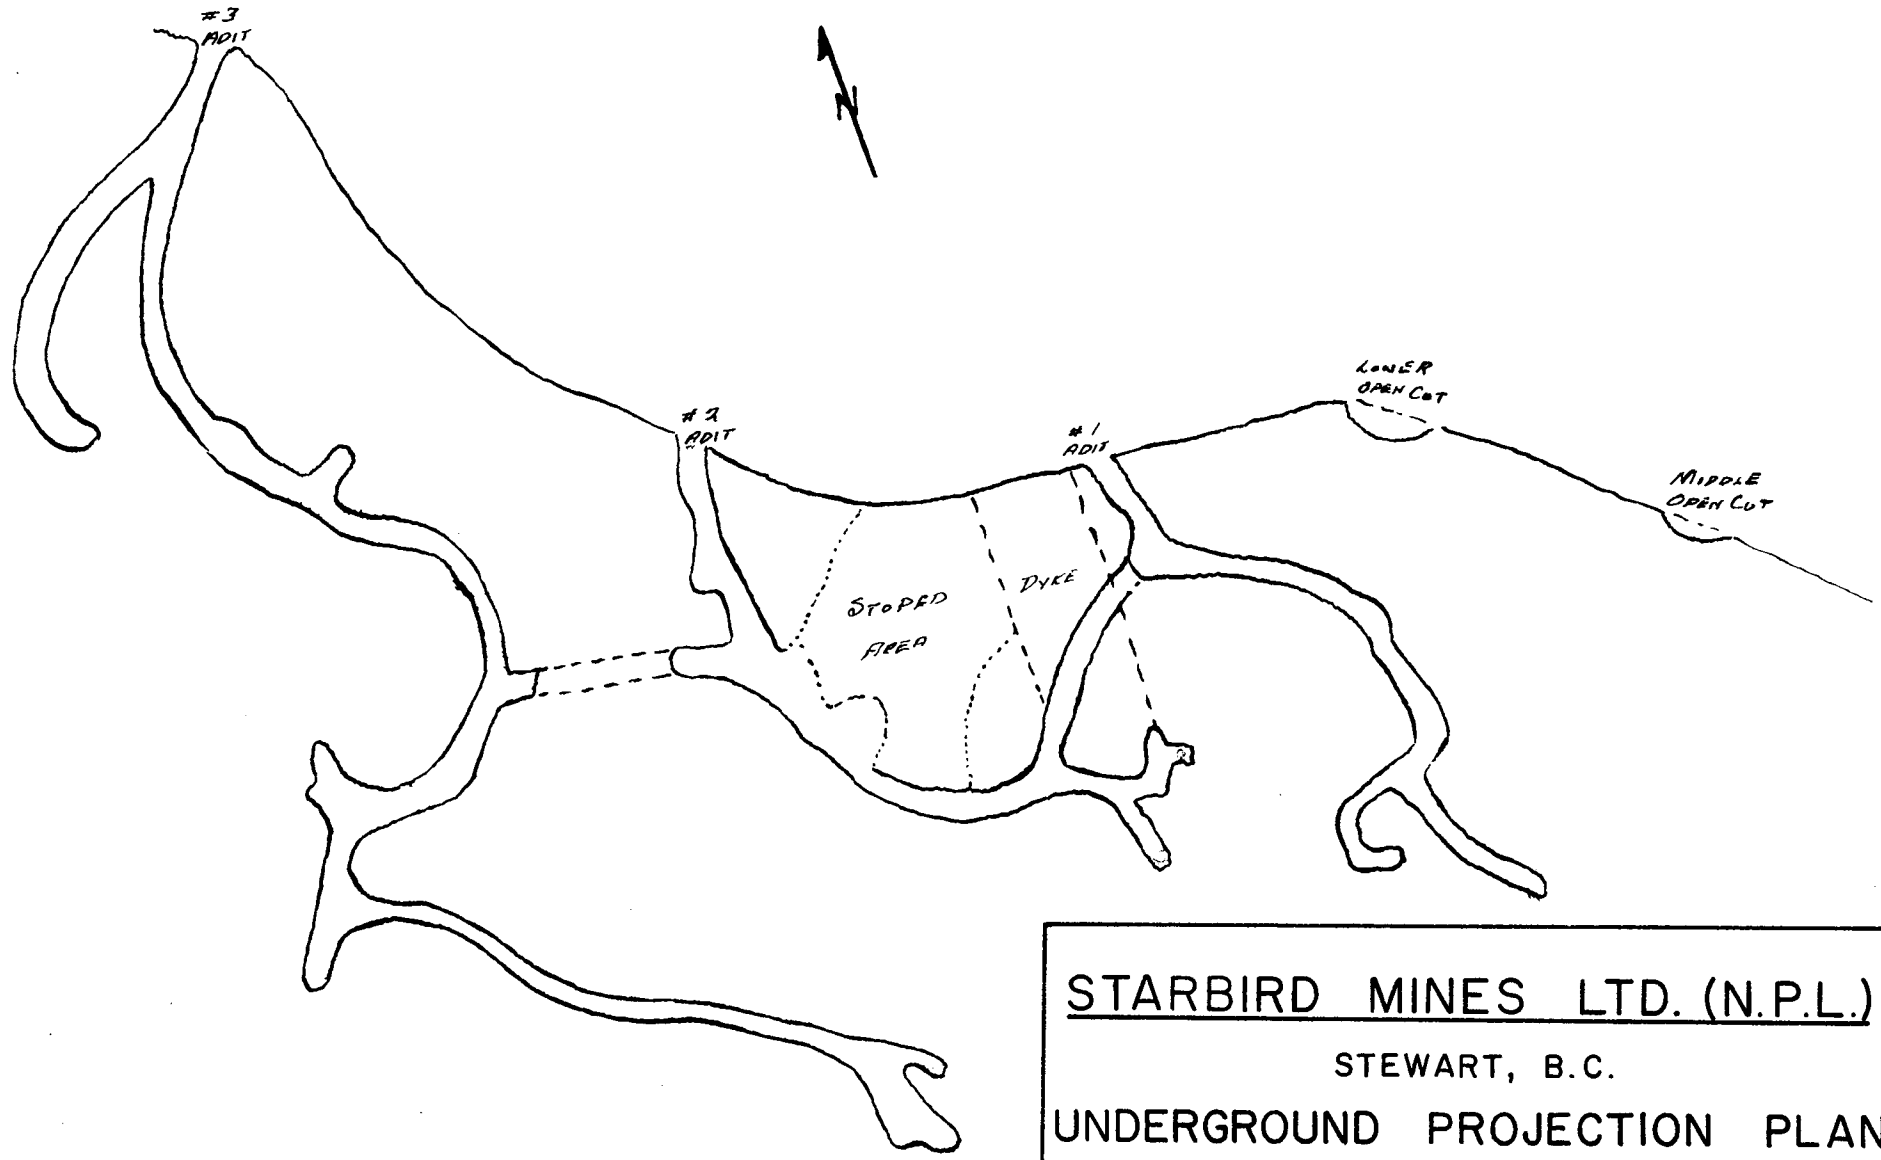 #3
ADIT
N
#2
ADIT
#1
ADIT
LOWER
OPEN CUT
MIDDLE
OPEN CUT
DYKE
STOPED
AREA
STARBIRD MINES LTD. (N.P.L.)
STEWART, B.C.
UNDERGROUND PROJECTION PLAN